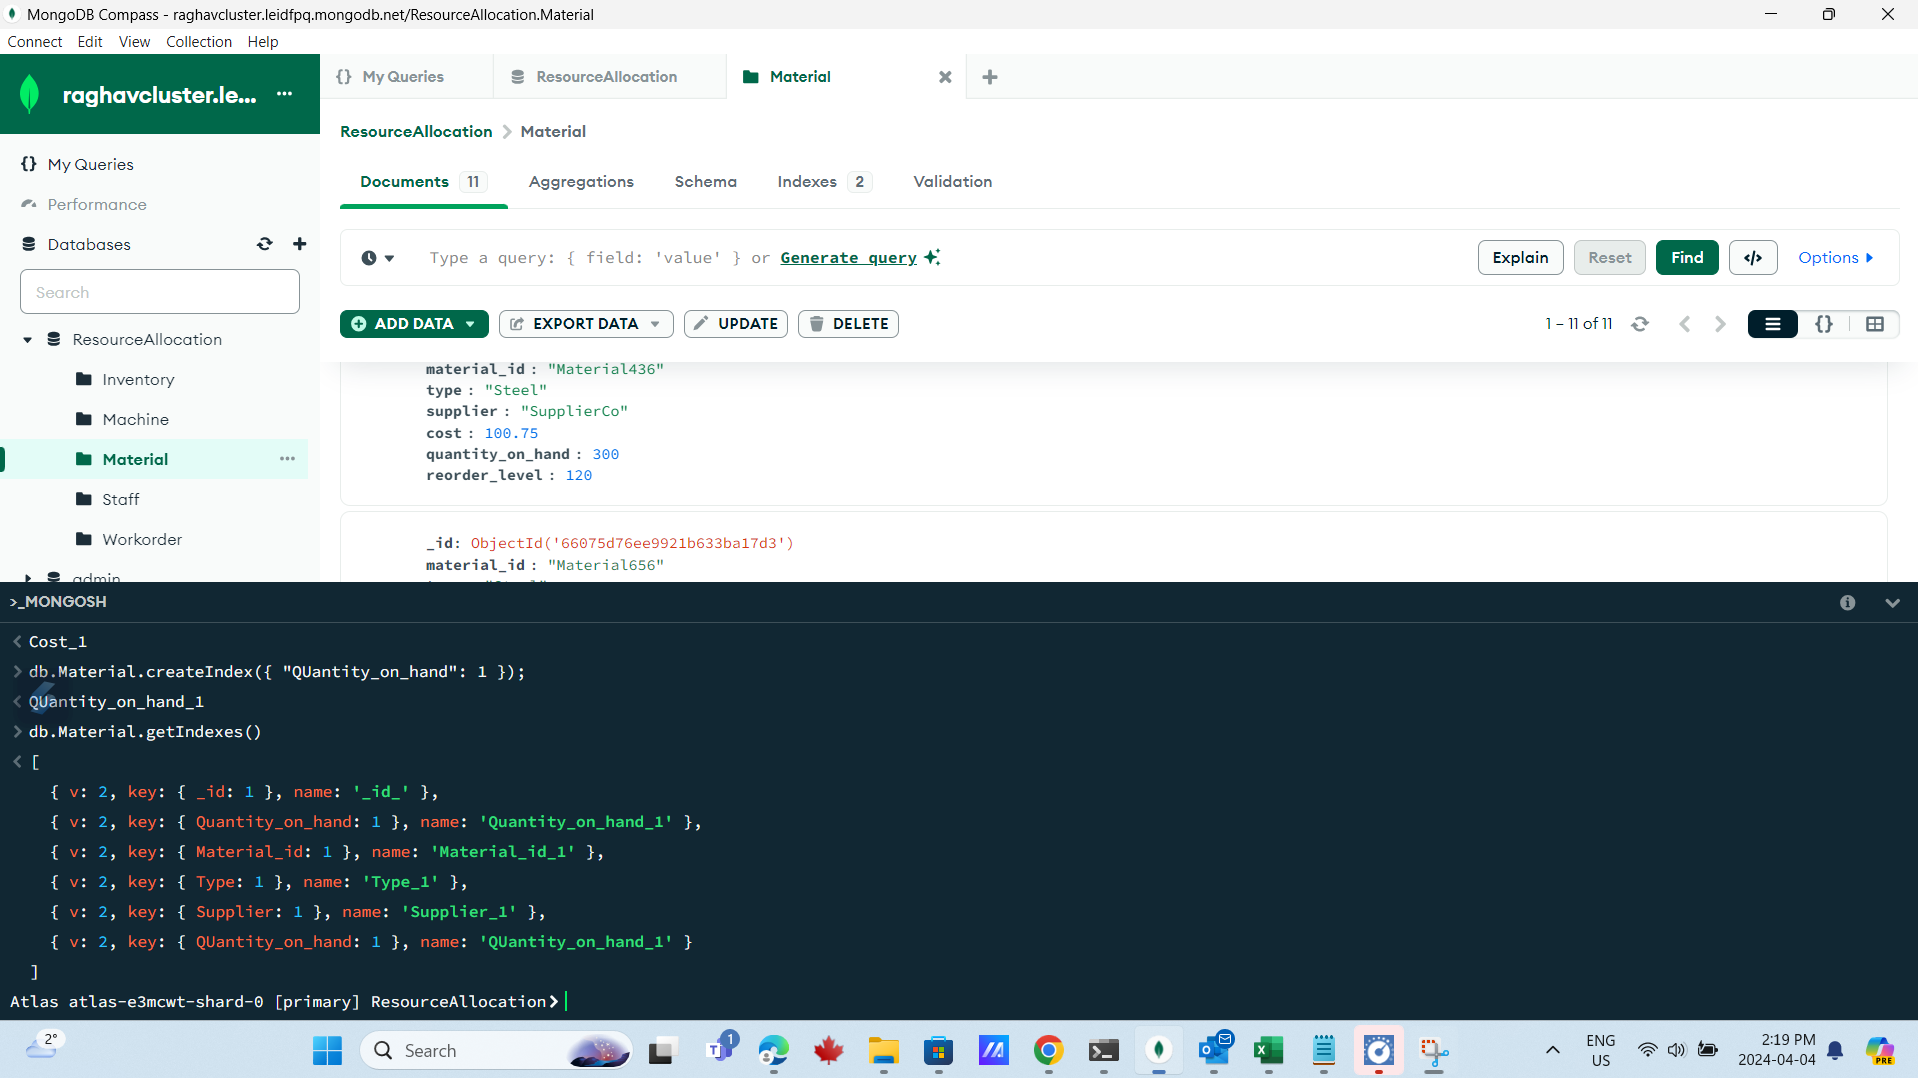 MongoDB Compass - raghavcluster.leidfpq.mongodb.net/ResourceAllocation.Material
Connect Edit View Collection Help
raghavcluster.le... ···
My Queries
Performance
Databases
Search
ResourceAllocation
Inventory
Machine
Material ···
Staff
Workorder
admin
{} My Queries
ResourceAllocation
Material
ResourceAllocation > Material
Documents 11 Aggregations Schema Indexes 2 Validation
Type a query: { field: 'value' } or Generate query
Explain Reset Find </> Options
ADD DATA EXPORT DATA UPDATE DELETE
1 – 11 of 11 {}
material_id : "Material436"
type : "Steel"
supplier : "SupplierCo"
cost : 100.75
quantity_on_hand : 300
reorder_level : 120
_id: ObjectId('66075d76ee9921b633ba17d3')
material_id : "Material656"
>_MONGOSH
< Cost_1
> db.Material.createIndex({ "QUantity_on_hand": 1 });
< QUantity_on_hand_1
> db.Material.getIndexes()
< [
{ v: 2, key: { _id: 1 }, name: '_id_' },
{ v: 2, key: { Quantity_on_hand: 1 }, name: 'Quantity_on_hand_1' },
{ v: 2, key: { Material_id: 1 }, name: 'Material_id_1' },
{ v: 2, key: { Type: 1 }, name: 'Type_1' },
{ v: 2, key: { Supplier: 1 }, name: 'Supplier_1' },
{ v: 2, key: { QUantity_on_hand: 1 }, name: 'QUantity_on_hand_1' }
]
Atlas atlas-e3mcwt-shard-0 [primary] ResourceAllocation>
2°
Search
1
ENG
US
2:19 PM
2024-04-04
PRE